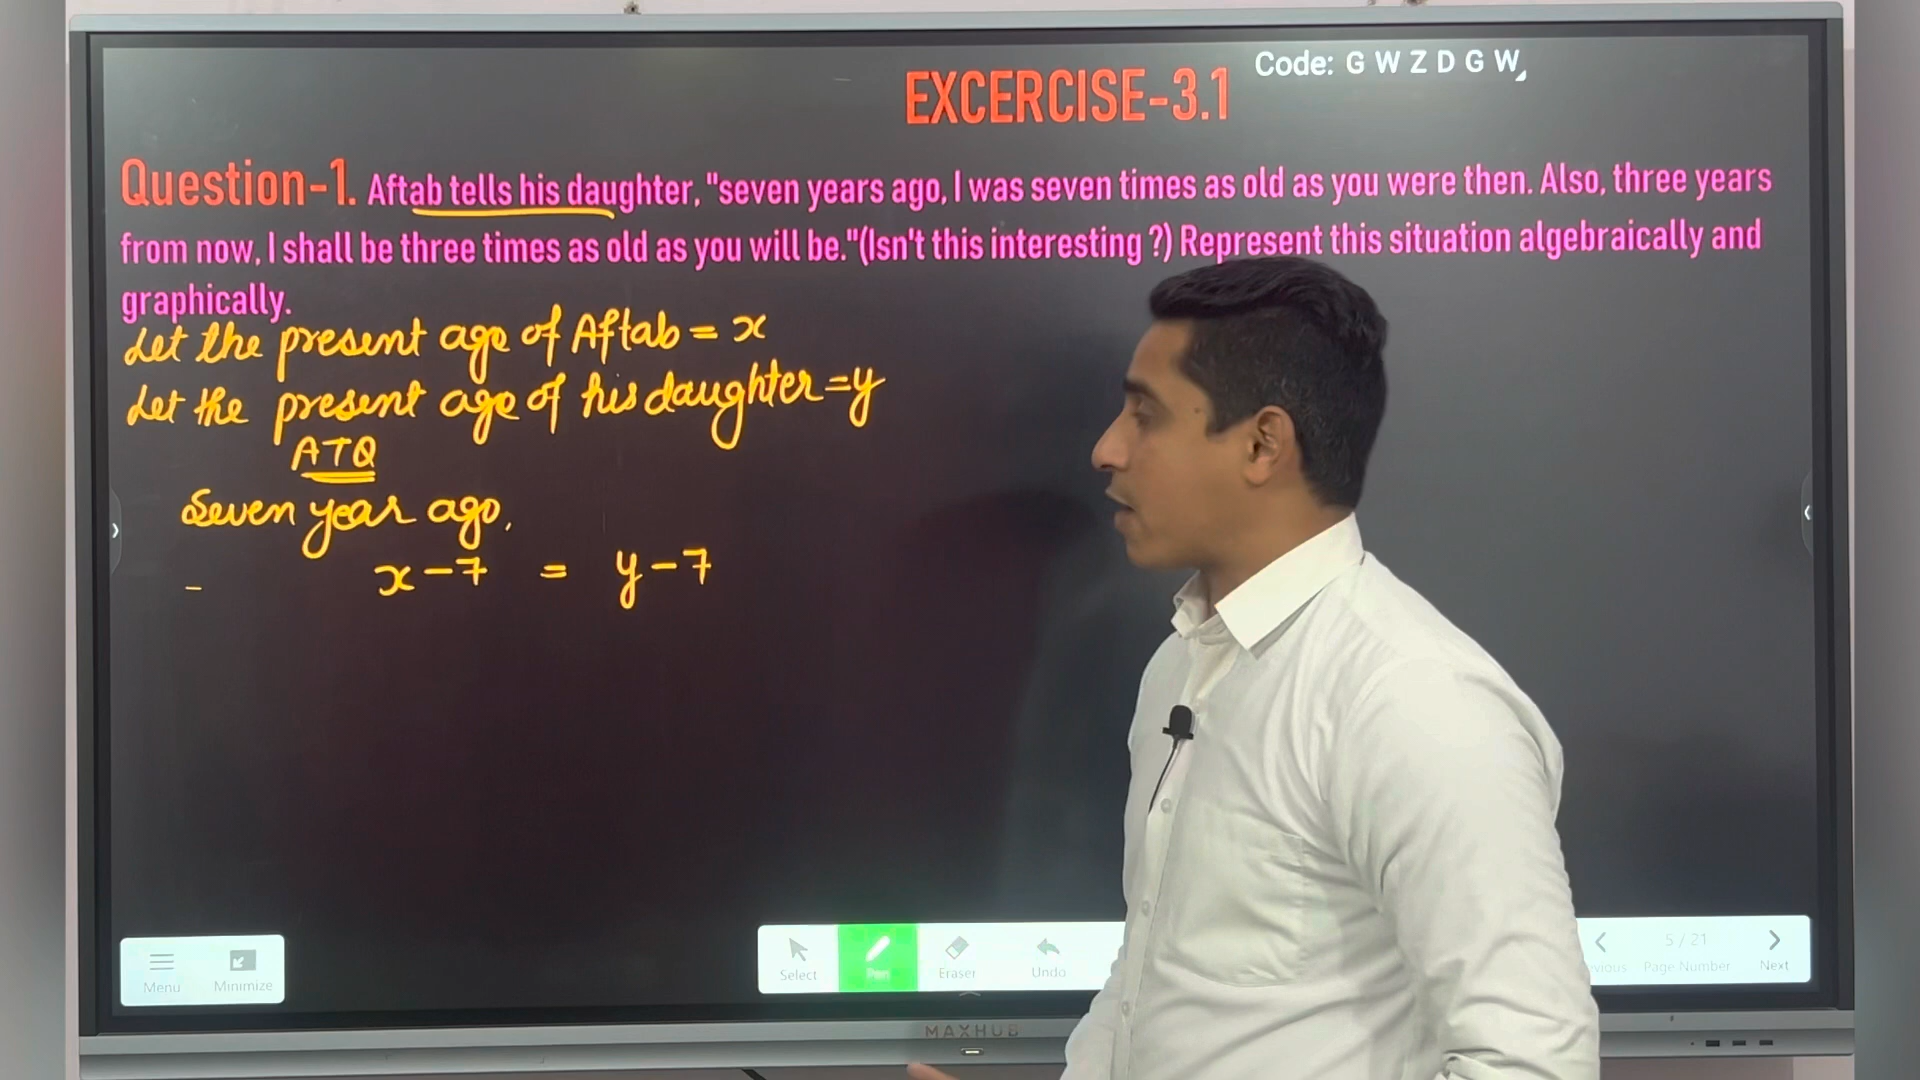 Code: G W Z D G W
EXCERCISE-3.1
Question-1. Aftab tells his daughter, "seven years ago, I was seven times as old as you were then. Also, three years
from now, I shall be three times as old as you will be."(Isn't this interesting ?) Represent this situation algebraically and
graphically.
Let the present age of Aftab = x
Let the present age of his daughter = y
ATQ
Seven year ago,
x - 7 = y - 7
Menu
Minimize
Select
Pen
Eraser
Undo
5 / 21
Page Number
Next
MAXHUB